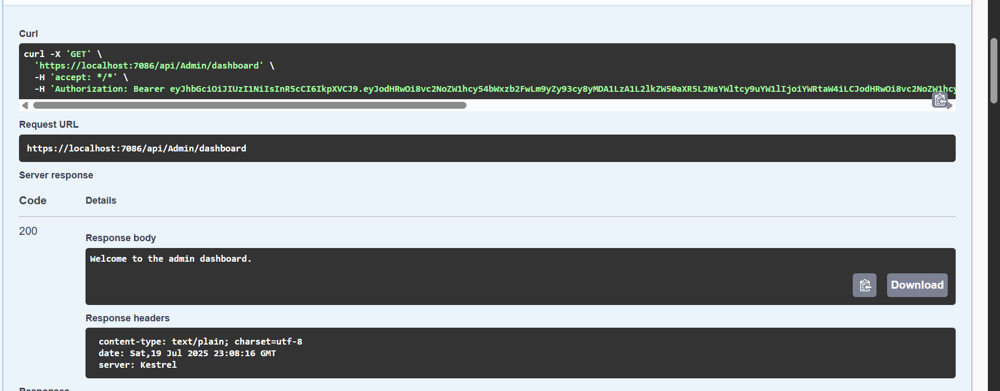 Curl
curl -X 'GET' \
'https://localhost:7086/api/Admin/dashboard' \
-H 'accept: */*' \
-H 'Authorization: Bearer eyJhbGciOiJIUzI1NiIsInR5cCI6IkpXVCJ9.eyJodHRwOi8vc2NoZW1hcy54bWxzb2FwLm9yZy93cy8yMDA1LzA1L2lkZW50aXR5L2NsYWltcy9uYW1lIjoiYWRtaW4iLCJodHRwOi8vc2NoZW1hcy
Request URL
https://localhost:7086/api/Admin/dashboard
Server response
Code Details
200
Response body
Welcome to the admin dashboard.
Download
Response headers
content-type: text/plain; charset=utf-8
date: Sat,19 Jul 2025 23:08:16 GMT
server: Kestrel
Responses